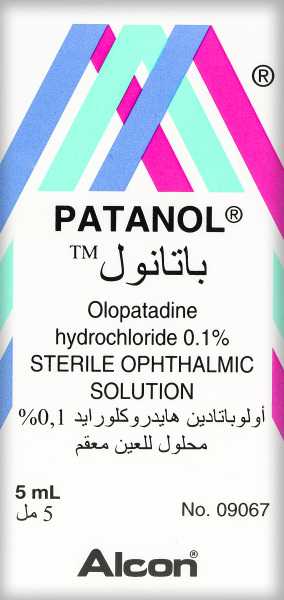 ®
PATANOL®
باتانول™
Olopatadine
hydrochloride 0.1%
STERILE OPHTHALMIC
SOLUTION
أولوباتادين هايدروكلورايد 0,1%
محلول للعين معقم
5 mL
5 مل
No. 09067
Alcon®